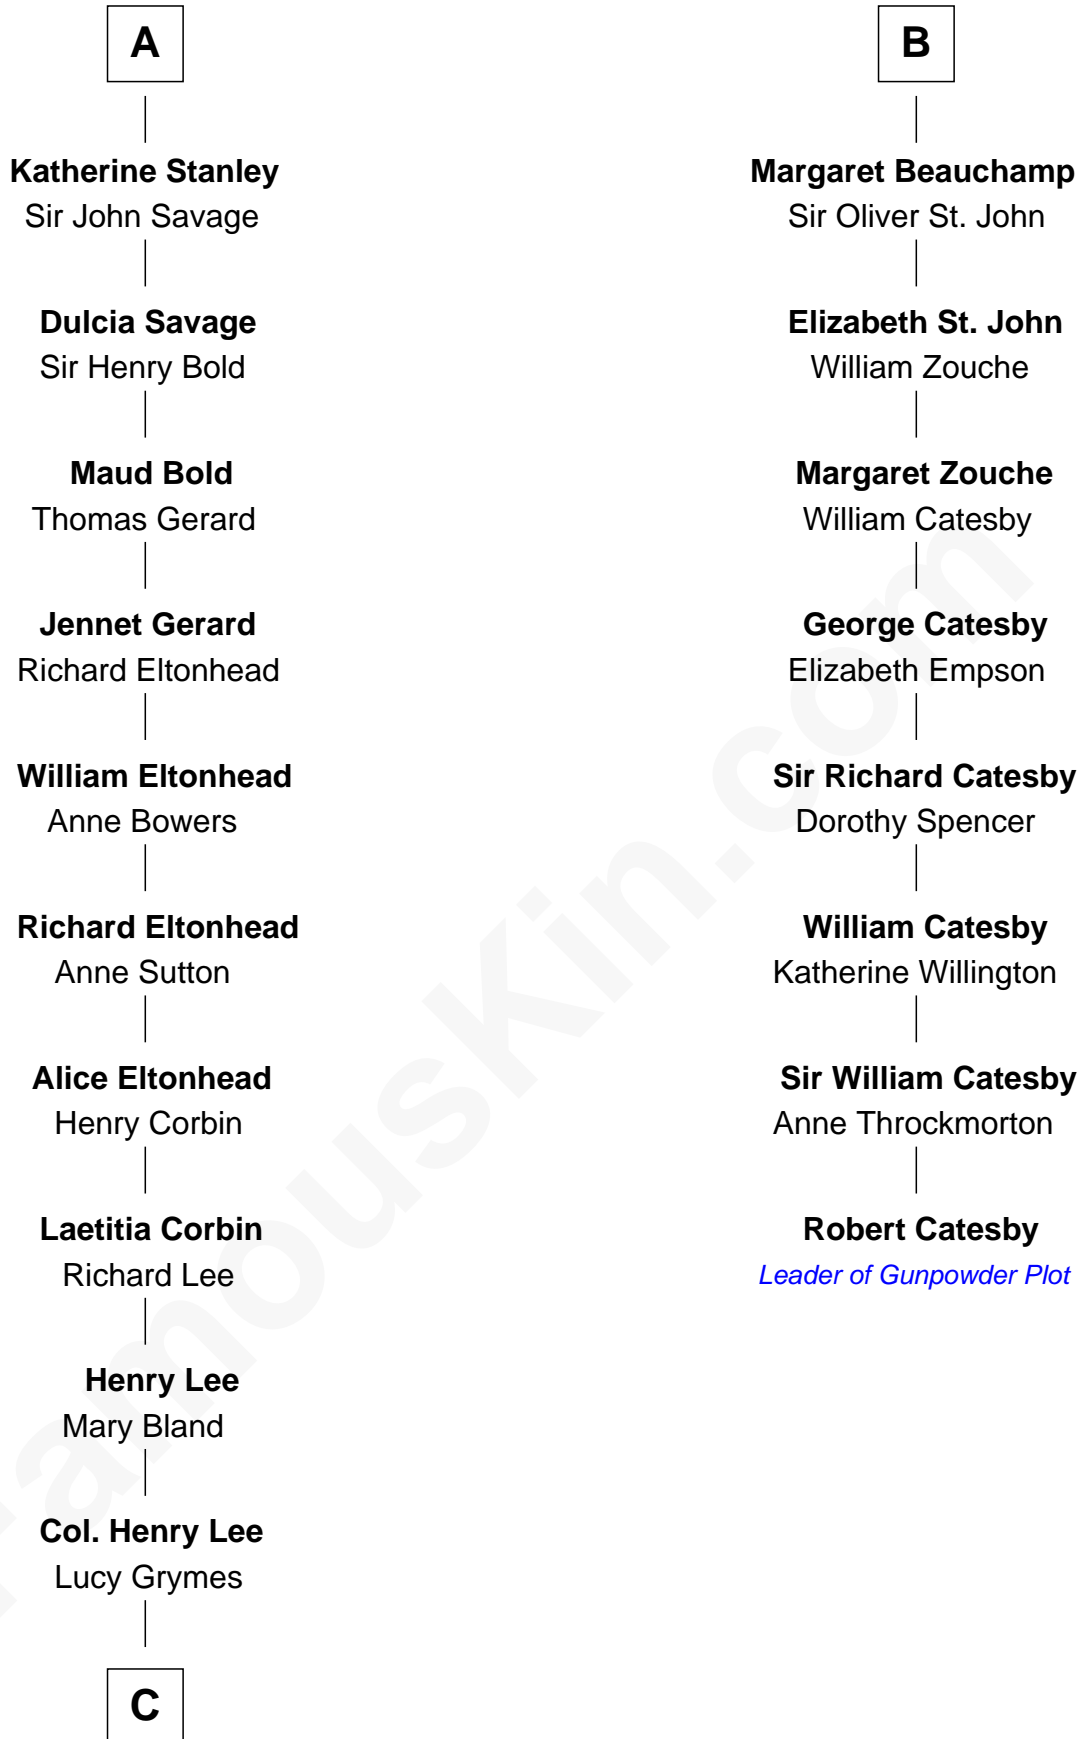 A
Katherine Stanley
Sir John Savage
Dulcia Savage
Sir Henry Bold
Maud Bold
Thomas Gerard
Jennet Gerard
Richard Eltonhead
William Eltonhead
Anne Bowers
Richard Eltonhead
Anne Sutton
Alice Eltonhead
Henry Corbin
Laetitia Corbin
Richard Lee
Henry Lee
Mary Bland
Col. Henry Lee
Lucy Grymes
C
B
Margaret Beauchamp
Sir Oliver St. John
Elizabeth St. John
William Zouche
Margaret Zouche
William Catesby
George Catesby
Elizabeth Empson
Sir Richard Catesby
Dorothy Spencer
William Catesby
Katherine Willington
Sir William Catesby
Anne Throckmorton
Robert Catesby
Leader of Gunpowder Plot
FamousKin.com